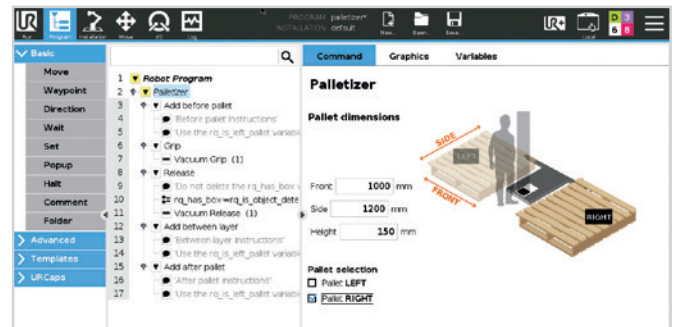 PROGRAM palletizer*
INSTALLATION default
UR+
Run Program Installation Move I/O Log New... Open... Save... Local
Basic
Move
Waypoint
Direction
Wait
Set
Popup
Halt
Comment
Folder
Advanced
Templates
URCaps
1 Robot Program
2 Palletizer
3 Add before pallet
4 'Before pallet instructions'
5 'Use the rq_is_left_pallet variabl
6 Grip
7 Vacuum Grip (1)
8 Release
9 'Do not delete the rq_has_box v
10 rq_has_box=rq_is_object_dete
11 Vacuum Release (1)
12 Add between layer
13 'Between layer instructions'
14 'Use the rq_is_left_pallet variabl
15 Add after pallet
16 'After pallet instructions'
17 'Use the rq_is_left_pallet variabl
Command Graphics Variables
Palletizer
Pallet dimensions
Front 1000 mm
Side 1200 mm
Height 150 mm
SIDE
LEFT
FRONT
RIGHT
Pallet selection
Pallet LEFT
Pallet RIGHT